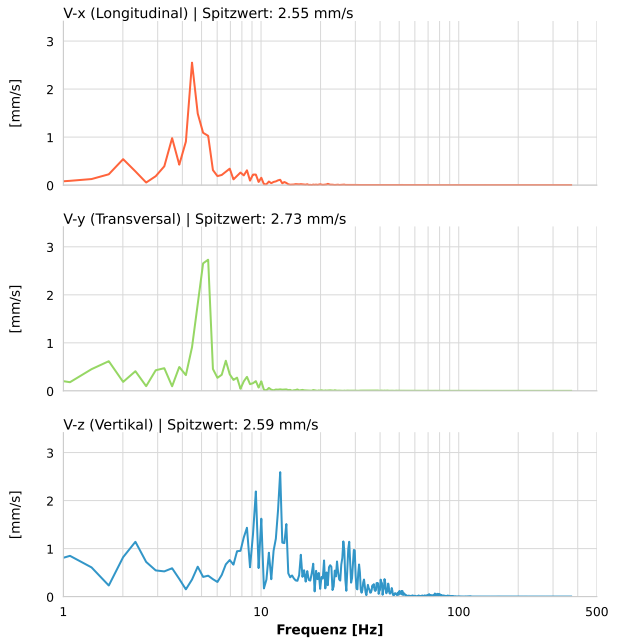 V-x (Longitudinal) | Spitzwert: 2.55 mm/s
3
2
1
0
[mm/s]
V-y (Transversal) | Spitzwert: 2.73 mm/s
3
2
1
0
[mm/s]
V-z (Vertikal) | Spitzwert: 2.59 mm/s
3
2
1
0
[mm/s]
1 10 100 500
Frequenz [Hz]